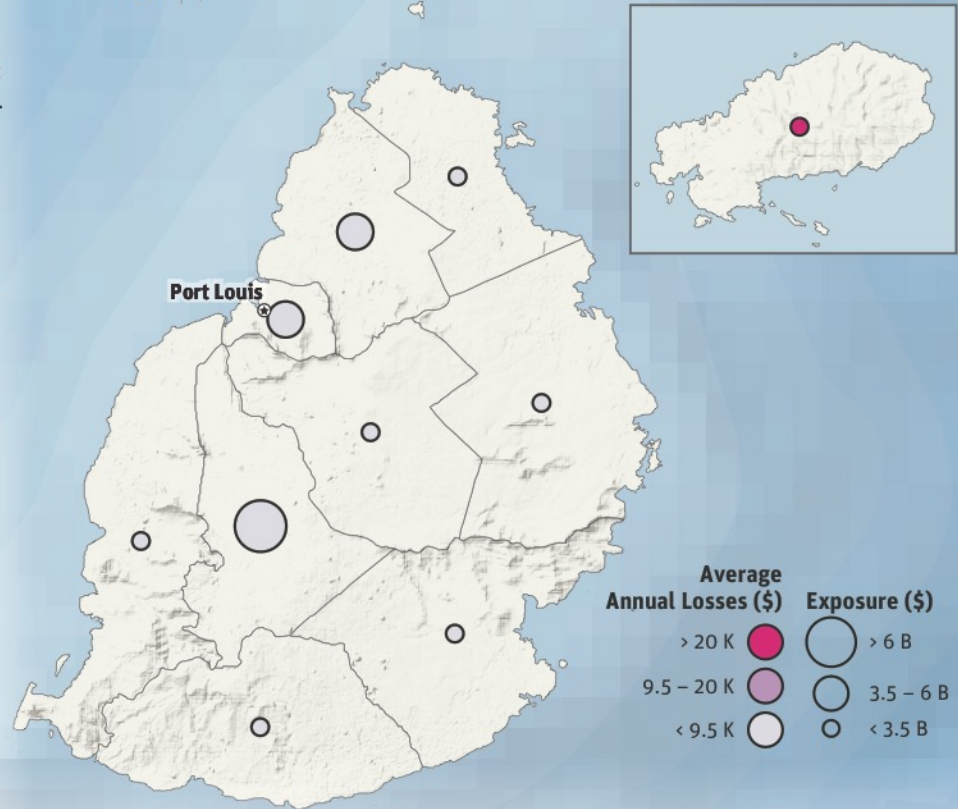 Port Louis
Average
Annual Losses ($) Exposure ($)
> 20 K > 6 B
9.5 – 20 K 3.5 – 6 B
< 9.5 K < 3.5 B